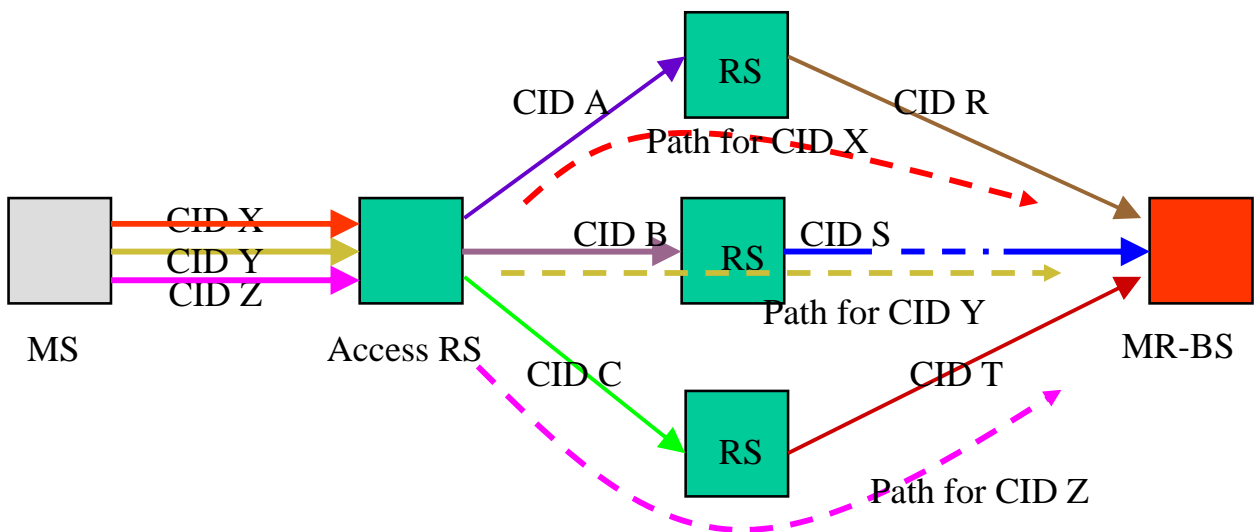 RS
CID A
CID R
Path for CID X
CID X
CID B
CID S
CID Y
RS
CID Z
Path for CID Y
MS
Access RS
MR-BS
CID C
CID T
RS
Path for CID Z